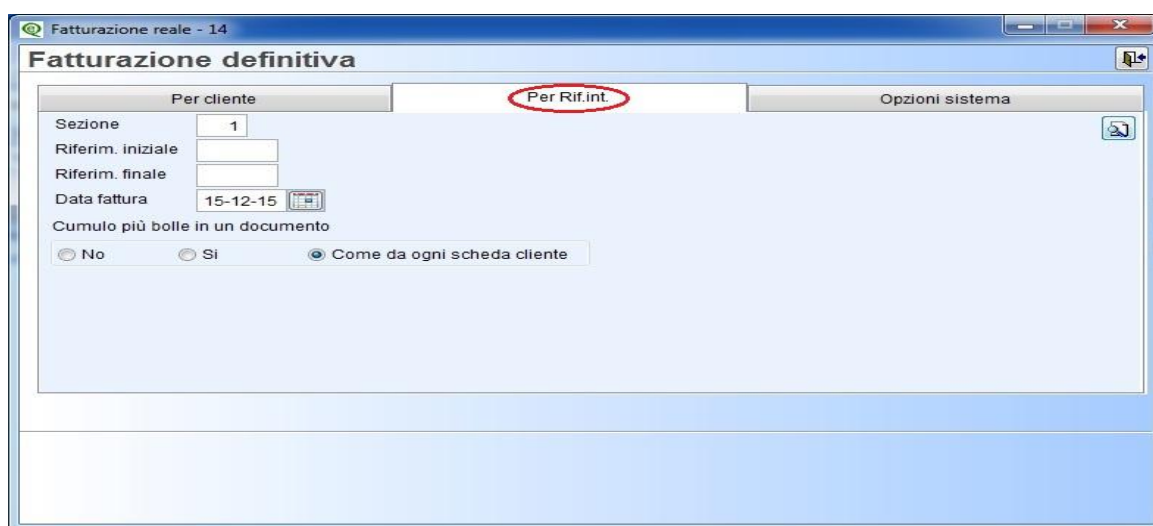 Fatturazione reale - 14
Fatturazione definitiva
Per cliente Per Rif.int. Opzioni sistema
Sezione 1
Riferim. iniziale
Riferim. finale
Data fattura 15-12-15
Cumulo più bolle in un documento
No Si Come da ogni scheda cliente